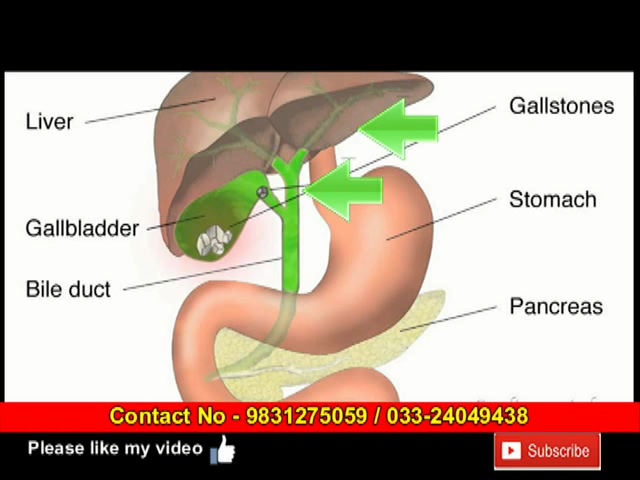 Liver
Gallstones
Stomach
Gallbladder
Bile duct
Pancreas
Contact No - 9831275059 / 033-24049438
Please like my video
Subscribe